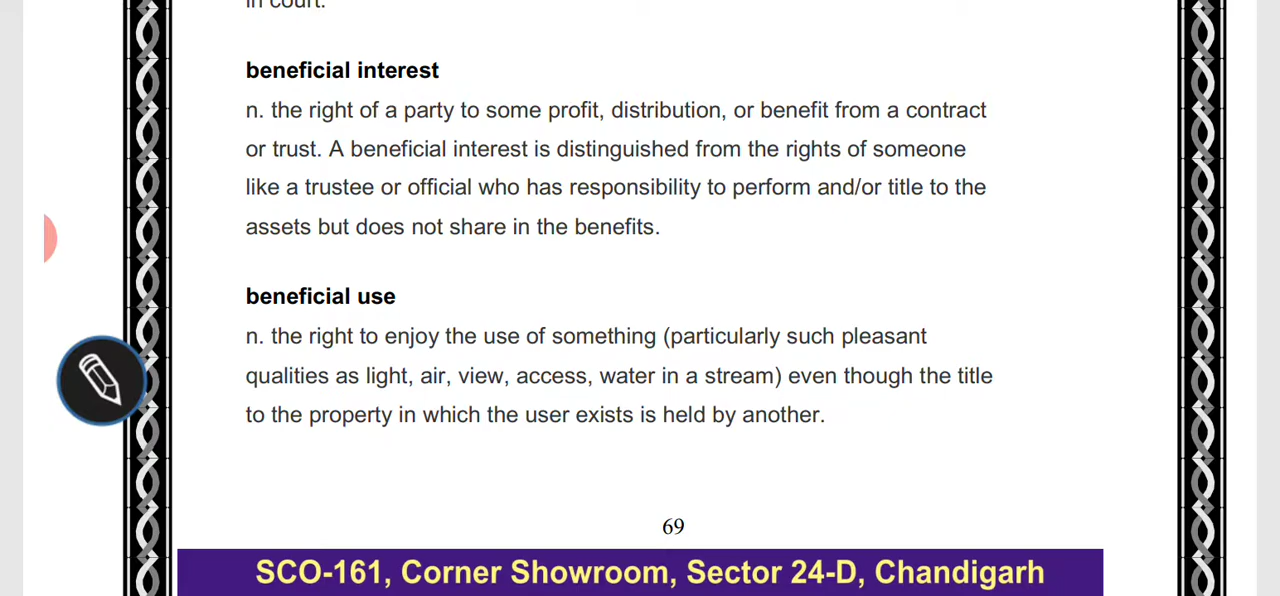 in court.
beneficial interest
n. the right of a party to some profit, distribution, or benefit from a contract
or trust. A beneficial interest is distinguished from the rights of someone
like a trustee or official who has responsibility to perform and/or title to the
assets but does not share in the benefits.
beneficial use
n. the right to enjoy the use of something (particularly such pleasant
qualities as light, air, view, access, water in a stream) even though the title
to the property in which the user exists is held by another.
69
SCO-161, Corner Showroom, Sector 24-D, Chandigarh